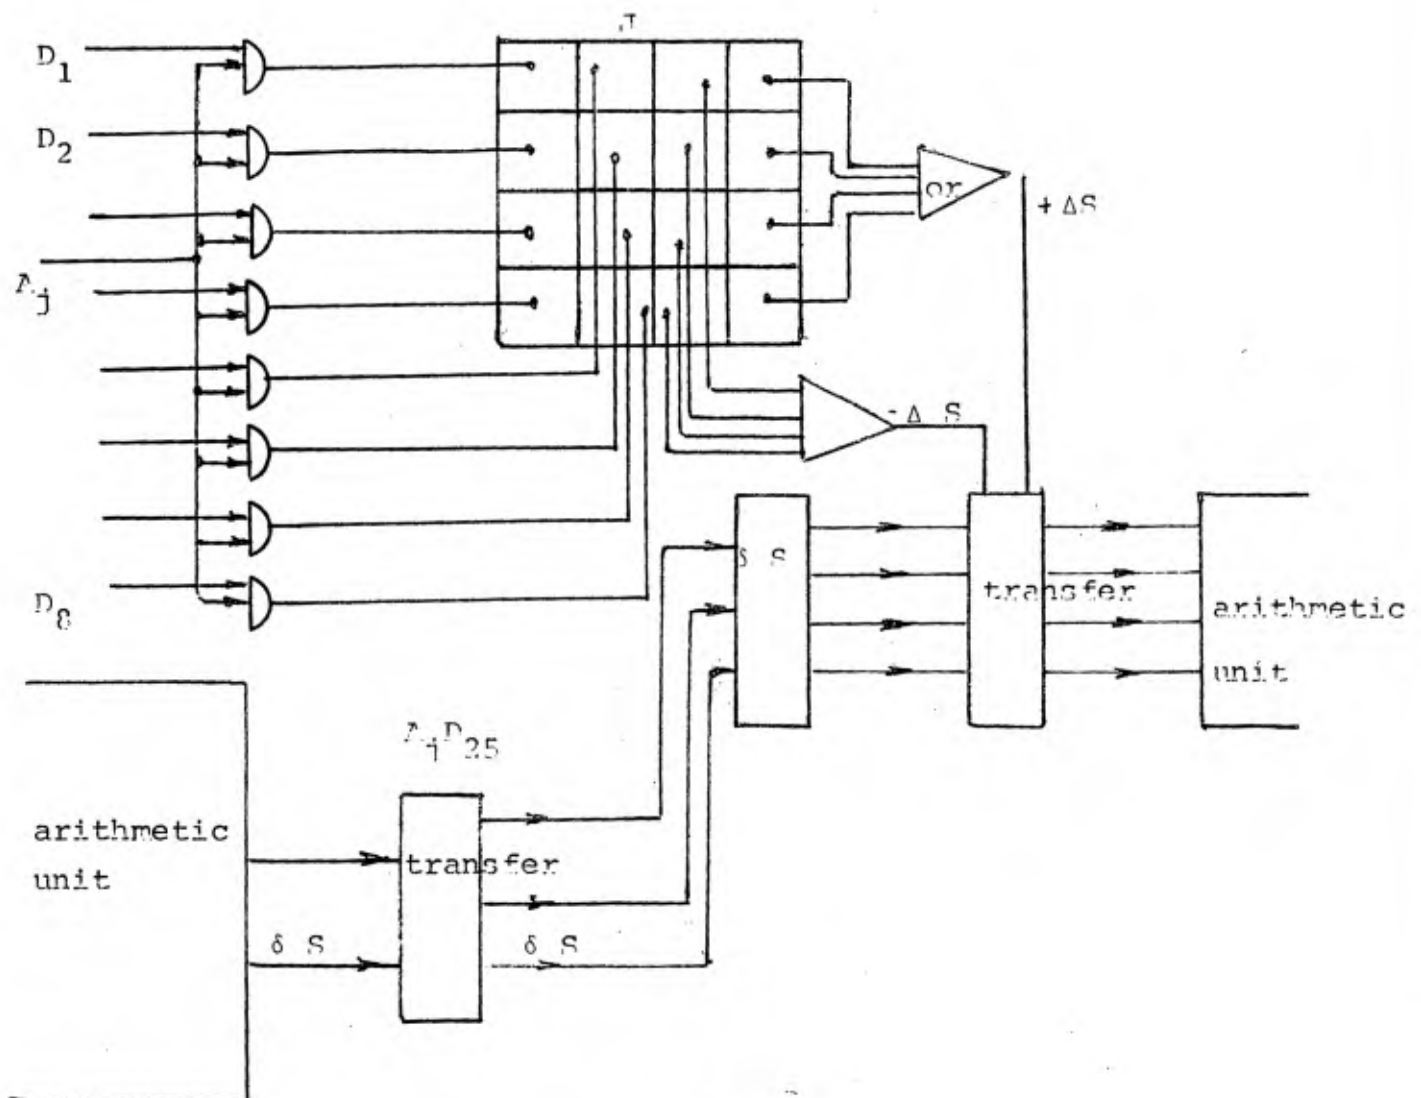 D1
D2
Aj
D8
or
+ ΔS
- Δ S
δ S
transfer
arithmetic
unit
AjD25
arithmetic
unit
transfer
δ S
δ S